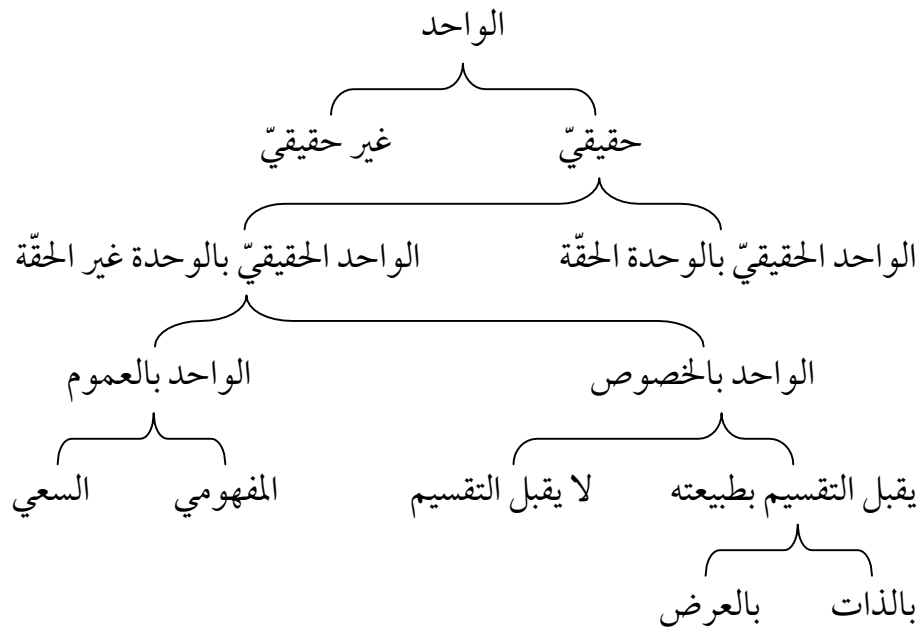 الواحد
حقيقيّ غير حقيقيّ
الواحد الحقيقيّ بالوحدة الحقّة الواحد الحقيقيّ بالوحدة غير الحقّة
الواحد بالخصوص الواحد بالعموم
يقبل التقسيم بطبيعته لا يقبل التقسيم المفهومي السعي
بالذات بالعرض